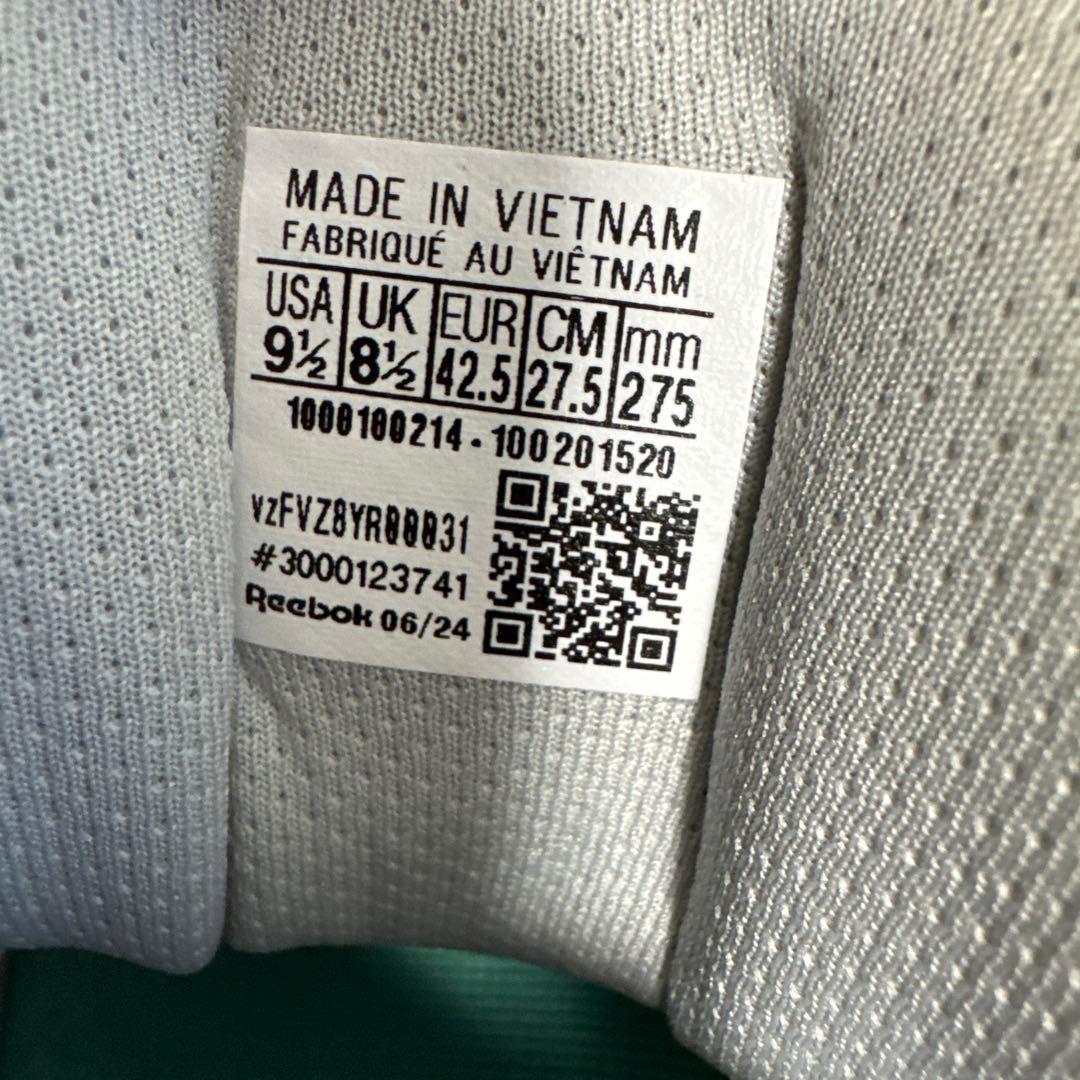 MADE IN VIETNAM
FABRIQUÉ AU VIÊTNAM
USA UK EUR CM mm
9½ 8½ 42.5 27.5 275
1000100214 - 100201520
vzFVZ8YR00031
#3000123741
Reebok 06/24